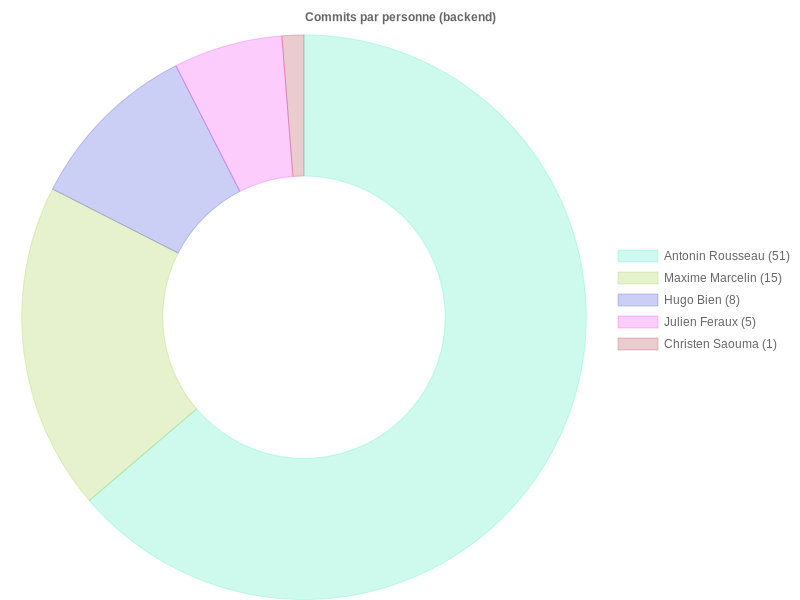 Commits par personne (backend)
Antonin Rousseau (51)
Maxime Marcelin (15)
Hugo Bien (8)
Julien Feraux (5)
Christen Saouma (1)